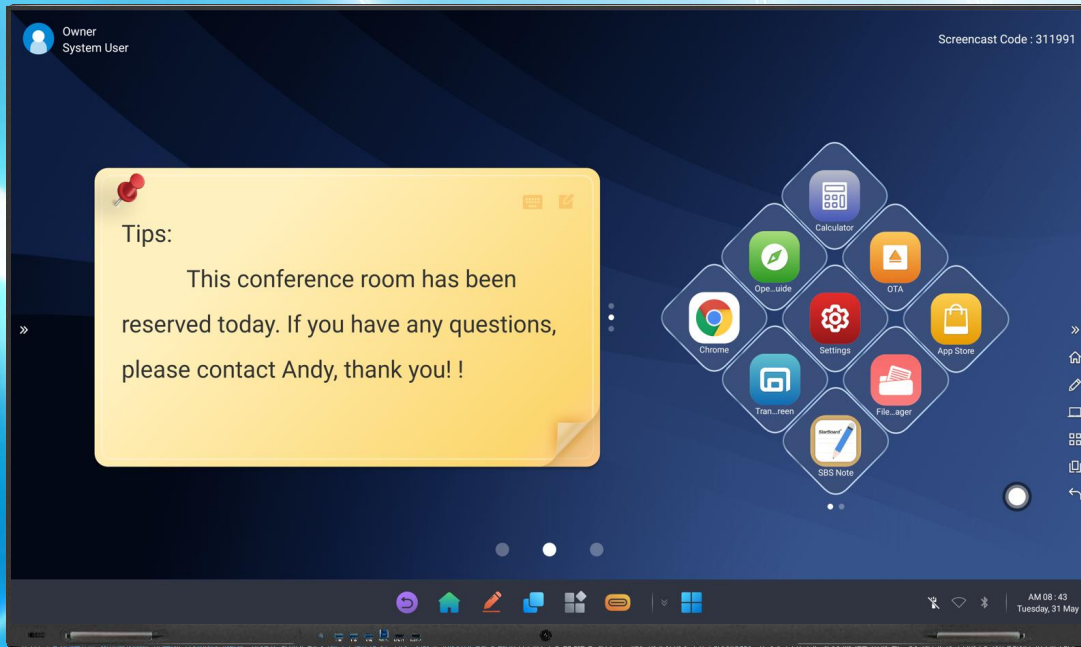 Owner
System User
Screencast Code : 311991
Tips:
This conference room has been
reserved today. If you have any questions,
please contact Andy, thank you! !
Calculator
Ope...uide
OTA
Chrome
Settings
App Store
Tran...reen
File...ager
StarBoard
SBS Note
AM 08 : 43
Tuesday, 31 May